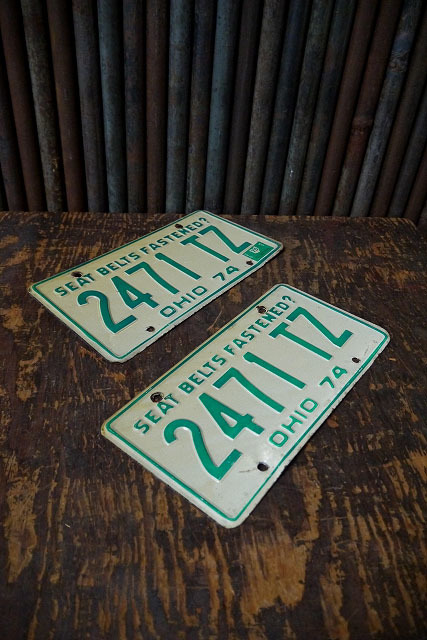 SEAT BELTS FASTENED?
2471 TZ
OHIO 74
SEAT BELTS FASTENED?
2471 TZ
OHIO 74